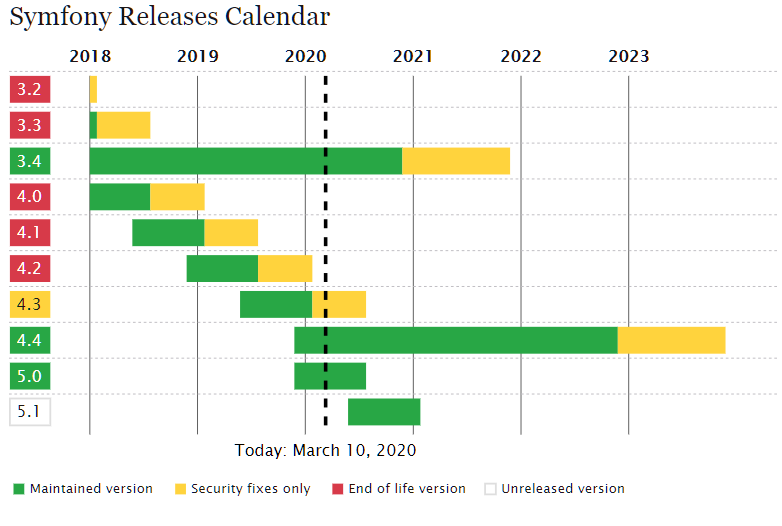 Symfony Releases Calendar
2018 2019 2020 2021 2022 2023
3.2
3.3
3.4
4.0
4.1
4.2
4.3
4.4
5.0
5.1
Today: March 10, 2020
Maintained version Security fixes only End of life version Unreleased version